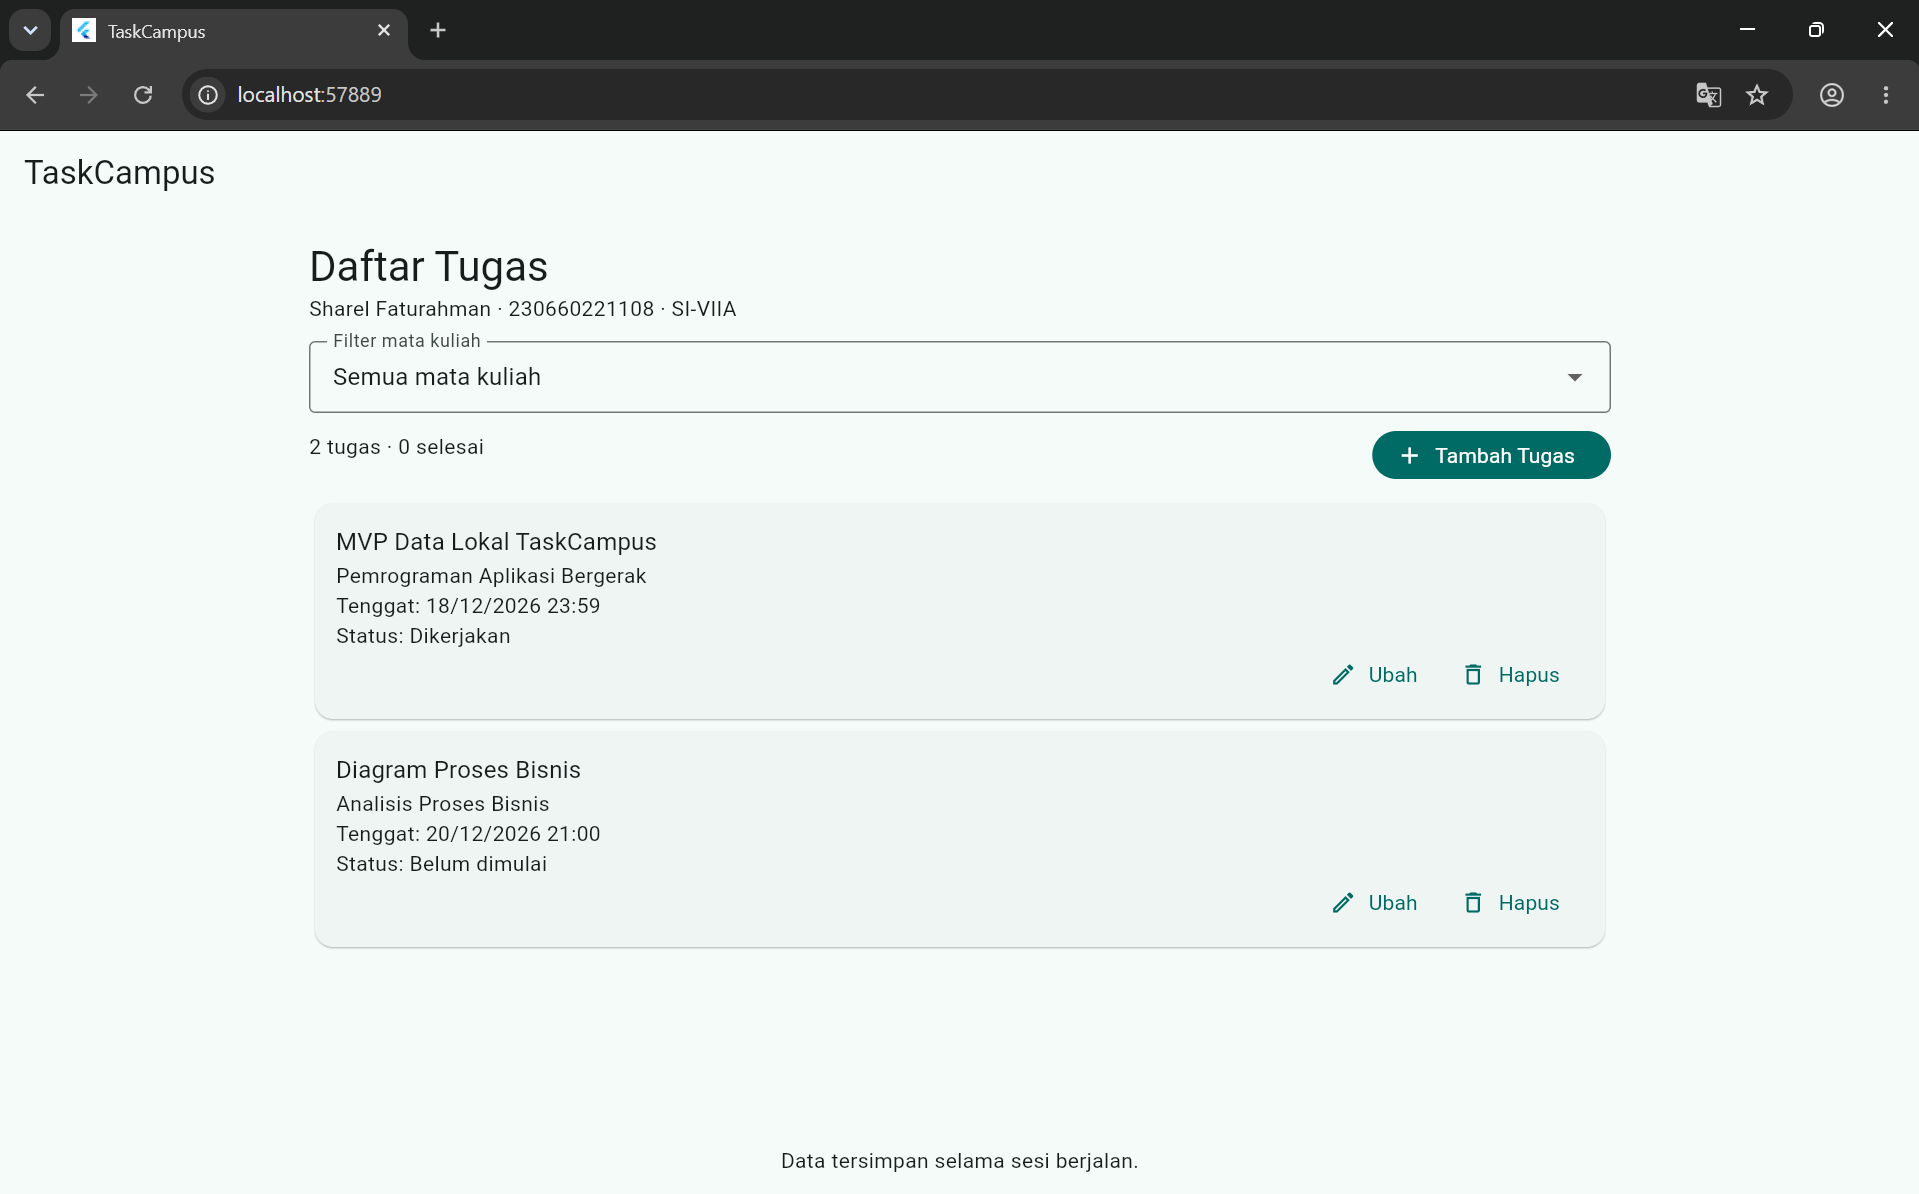 TaskCampus
localhost:57889
TaskCampus
Daftar Tugas
Sharel Faturahman · 230660221108 · SI-VIIA
Filter mata kuliah
Semua mata kuliah
2 tugas · 0 selesai
Tambah Tugas
MVP Data Lokal TaskCampus
Pemrograman Aplikasi Bergerak
Tenggat: 18/12/2026 23:59
Status: Dikerjakan
Ubah Hapus
Diagram Proses Bisnis
Analisis Proses Bisnis
Tenggat: 20/12/2026 21:00
Status: Belum dimulai
Ubah Hapus
Data tersimpan selama sesi berjalan.